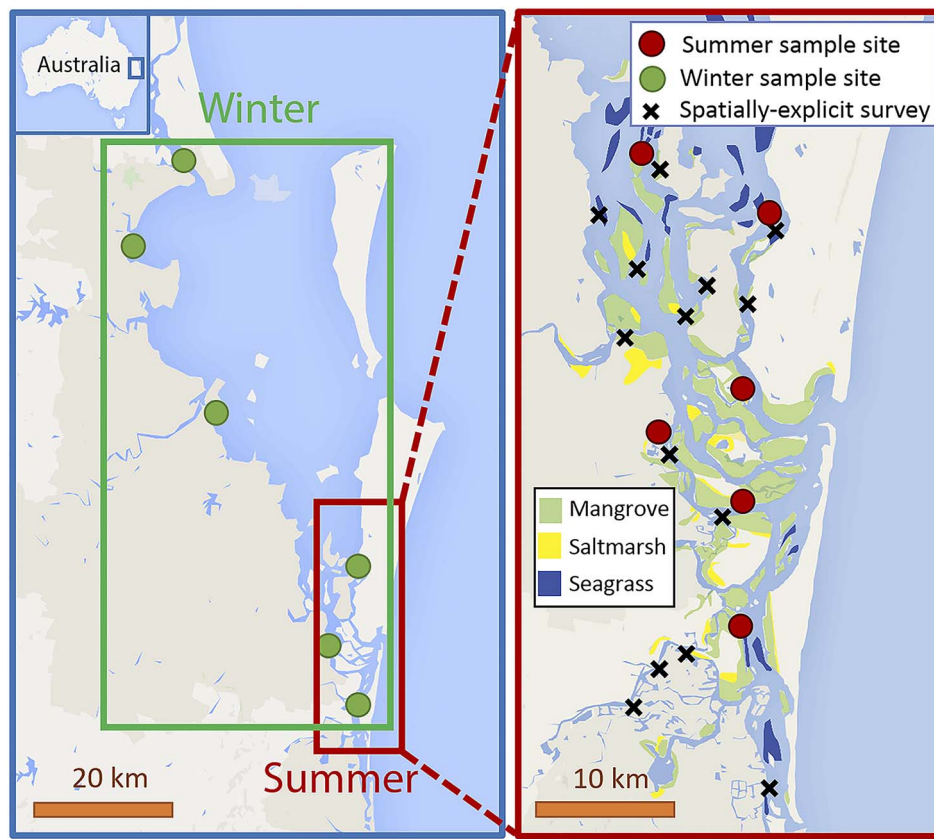 Australia
Winter
Summer
20 km
Summer sample site
Winter sample site
Spatially-explicit survey
Mangrove
Saltmarsh
Seagrass
10 km